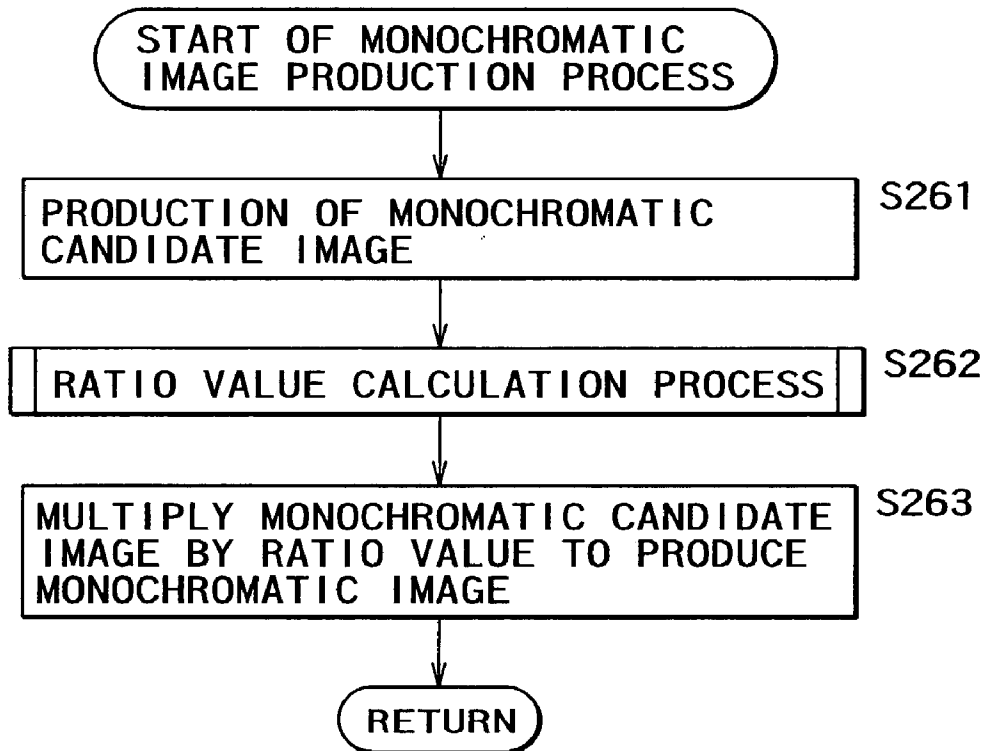 START OF MONOCHROMATIC
IMAGE PRODUCTION PROCESS
S261
PRODUCTION OF MONOCHROMATIC
CANDIDATE IMAGE
S262
RATIO VALUE CALCULATION PROCESS
S263
MULTIPLY MONOCHROMATIC CANDIDATE
IMAGE BY RATIO VALUE TO PRODUCE
MONOCHROMATIC IMAGE
RETURN